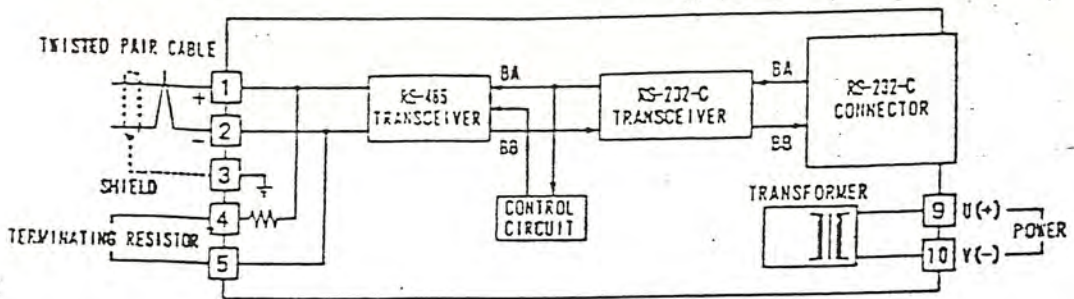 TWISTED PAIR CABLE
1
+
2
-
3
SHIELD
4
TERMINATING RESISTOR
5
RS-485
TRANSCEIVER
BA
BB
CONTROL
CIRCUIT
RS-232-C
TRANSCEIVER
BA
BB
RS-232-C
CONNECTOR
TRANSFORMER
9
U(+)
POWER
10
V(-)